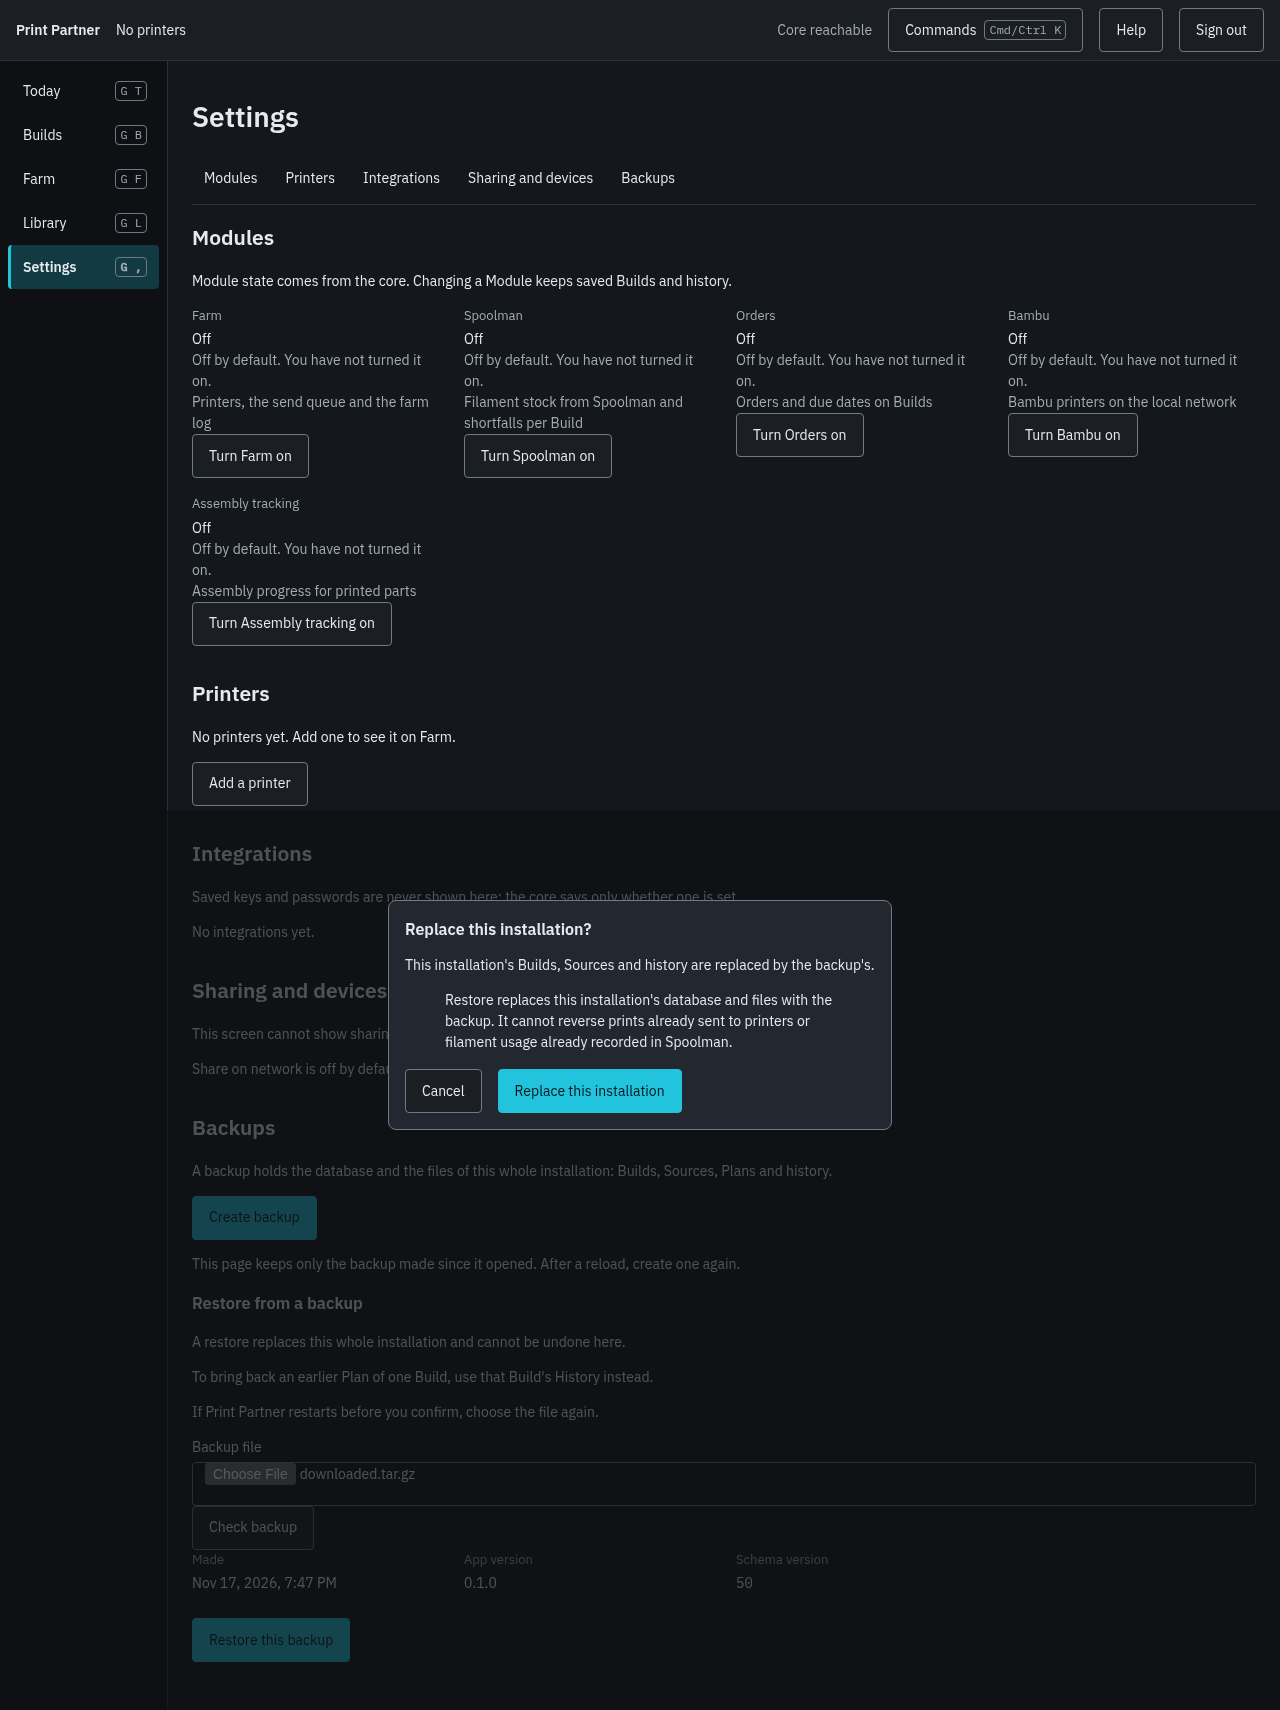 Print Partner No printers Core reachable Commands Cmd/Ctrl K Help Sign out
Today G T
Builds G B
Farm G F
Library G L
Settings G ,
Settings
Modules Printers Integrations Sharing and devices Backups
Modules
Module state comes from the core. Changing a Module keeps saved Builds and history.
Farm
Off
Off by default. You have not turned it
on.
Printers, the send queue and the farm
log
Turn Farm on
Spoolman
Off
Off by default. You have not turned it
on.
Filament stock from Spoolman and
shortfalls per Build
Turn Spoolman on
Orders
Off
Off by default. You have not turned it
on.
Orders and due dates on Builds
Turn Orders on
Bambu
Off
Off by default. You have not turned it
on.
Bambu printers on the local network
Turn Bambu on
Assembly tracking
Off
Off by default. You have not turned it
on.
Assembly progress for printed parts
Turn Assembly tracking on
Printers
No printers yet. Add one to see it on Farm.
Add a printer
Integrations
Saved keys and passwords are never shown here; the core says only whether one is set.
No integrations yet.
Sharing and devices
This screen cannot show sharin
Share on network is off by defau
Replace this installation?
This installation's Builds, Sources and history are replaced by the backup's.
Restore replaces this installation's database and files with the
backup. It cannot reverse prints already sent to printers or
filament usage already recorded in Spoolman.
Cancel Replace this installation
Backups
A backup holds the database and the files of this whole installation: Builds, Sources, Plans and history.
Create backup
This page keeps only the backup made since it opened. After a reload, create one again.
Restore from a backup
A restore replaces this whole installation and cannot be undone here.
To bring back an earlier Plan of one Build, use that Build's History instead.
If Print Partner restarts before you confirm, choose the file again.
Backup file
Choose File downloaded.tar.gz
Check backup
Made
Nov 17, 2026, 7:47 PM
App version
0.1.0
Schema version
50
Restore this backup